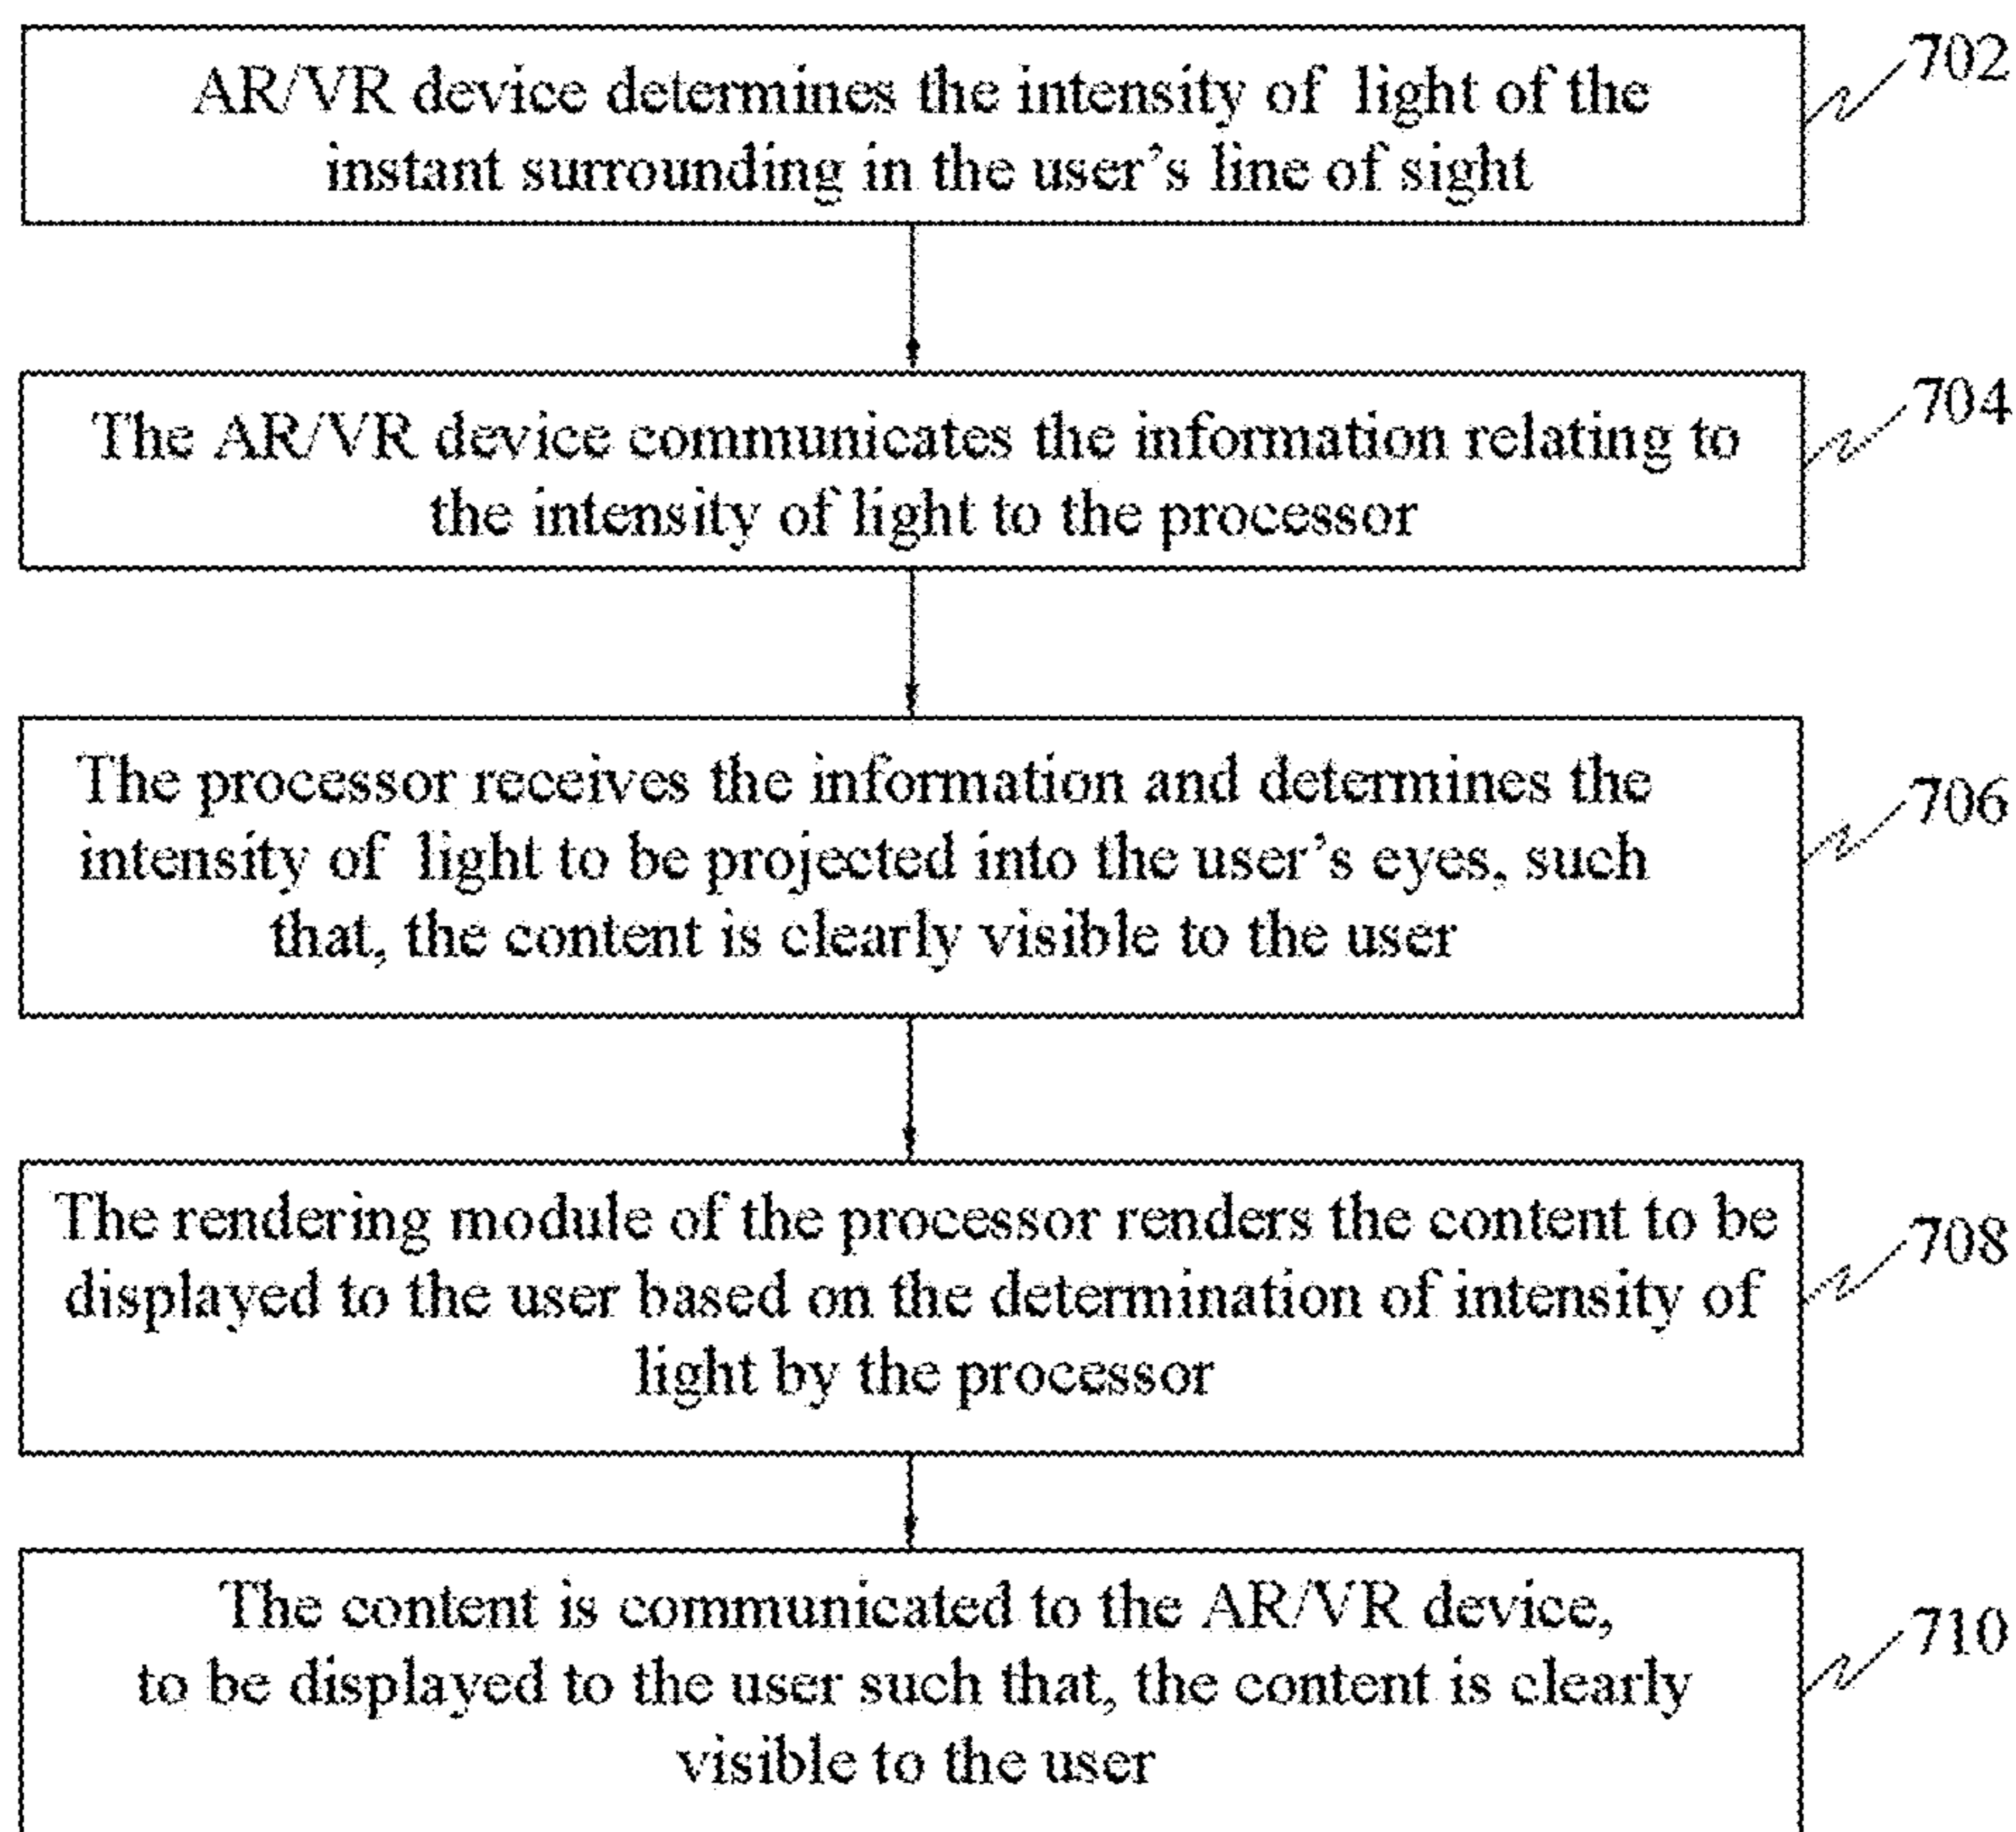 AR/VR device determines the intensity of light of the
instant surrounding in the user's line of sight
702
The AR/VR device communicates the information relating to
the intensity of light to the processor
704
The processor receives the information and determines the
intensity of light to be projected into the user's eyes, such
that, the content is clearly visible to the user
706
The rendering module of the processor renders the content to be
displayed to the user based on the determination of intensity of
light by the processor
708
The content is communicated to the AR/VR device,
to be displayed to the user such that, the content is clearly
visible to the user
710